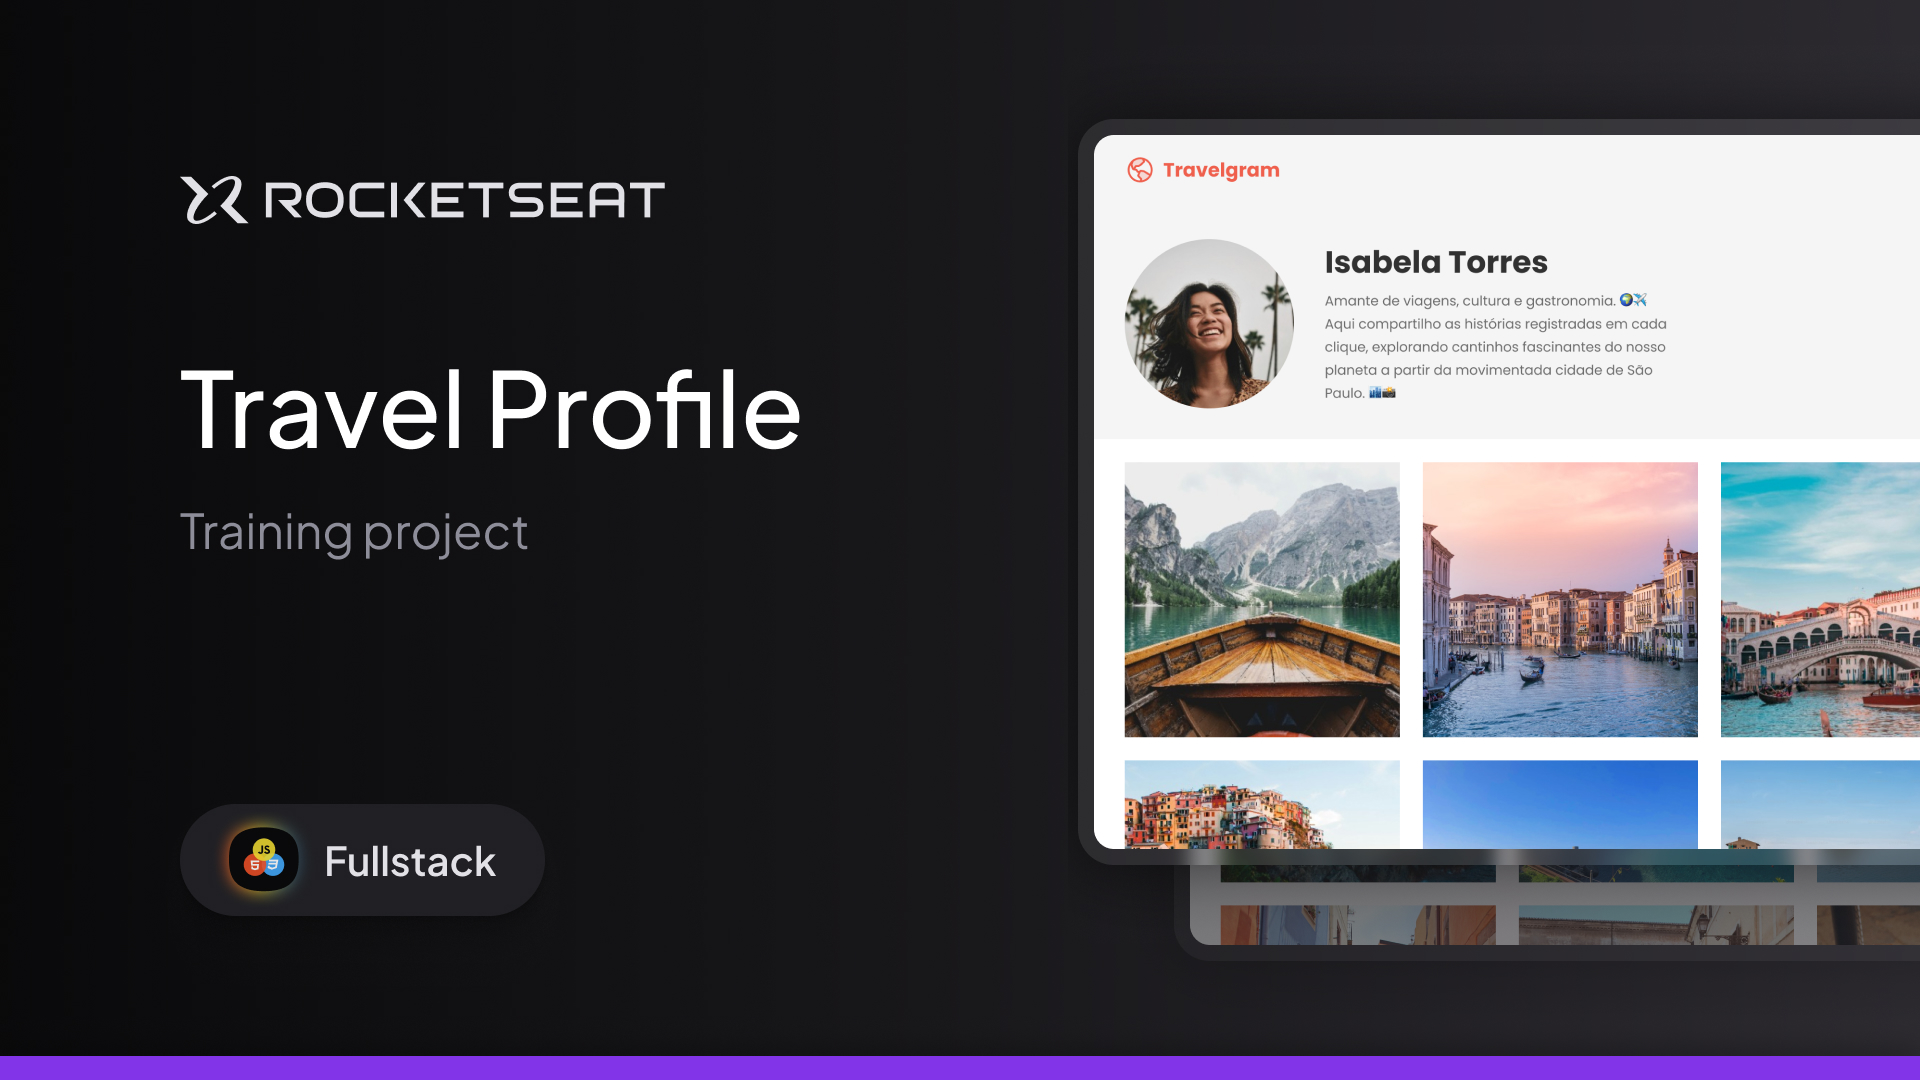 ROCKETSEAT
Travel Profile
Training project
JS
Fullstack
Travelgram
Isabela Torres
Amante de viagens, cultura e gastronomia. 🌍✈️
Aqui compartilho as histórias registradas em cada
clique, explorando cantinhos fascinantes do nosso
planeta a partir da movimentada cidade de São
Paulo. 🏙️📸